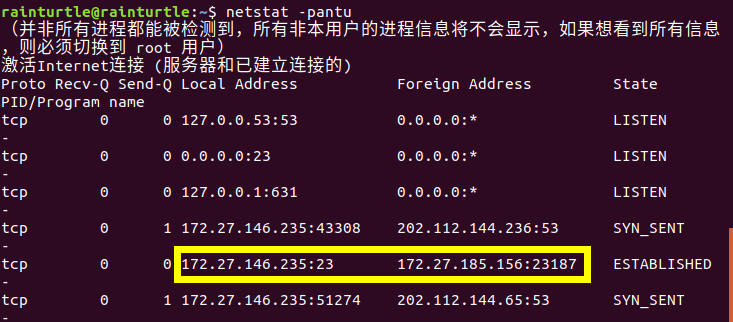 rainturtle@rainturtle:~$ netstat -pantu
（并非所有进程都能被检测到，所有非本用户的进程信息将不会显示，如果想看到所有信息
，则必须切换到 root 用户）
激活Internet连接 (服务器和已建立连接的)
Proto Recv-Q Send-Q Local Address           Foreign Address         State
PID/Program name
tcp        0      0 127.0.0.53:53           0.0.0.0:*               LISTEN
-
tcp        0      0 0.0.0.0:23              0.0.0.0:*               LISTEN
-
tcp        0      0 127.0.0.1:631           0.0.0.0:*               LISTEN
-
tcp        0      1 172.27.146.235:43308    202.112.144.236:53      SYN_SENT
-
tcp        0      0 172.27.146.235:23       172.27.185.156:23187    ESTABLISHED
-
tcp        0      1 172.27.146.235:51274    202.112.144.65:53       SYN_SENT
-